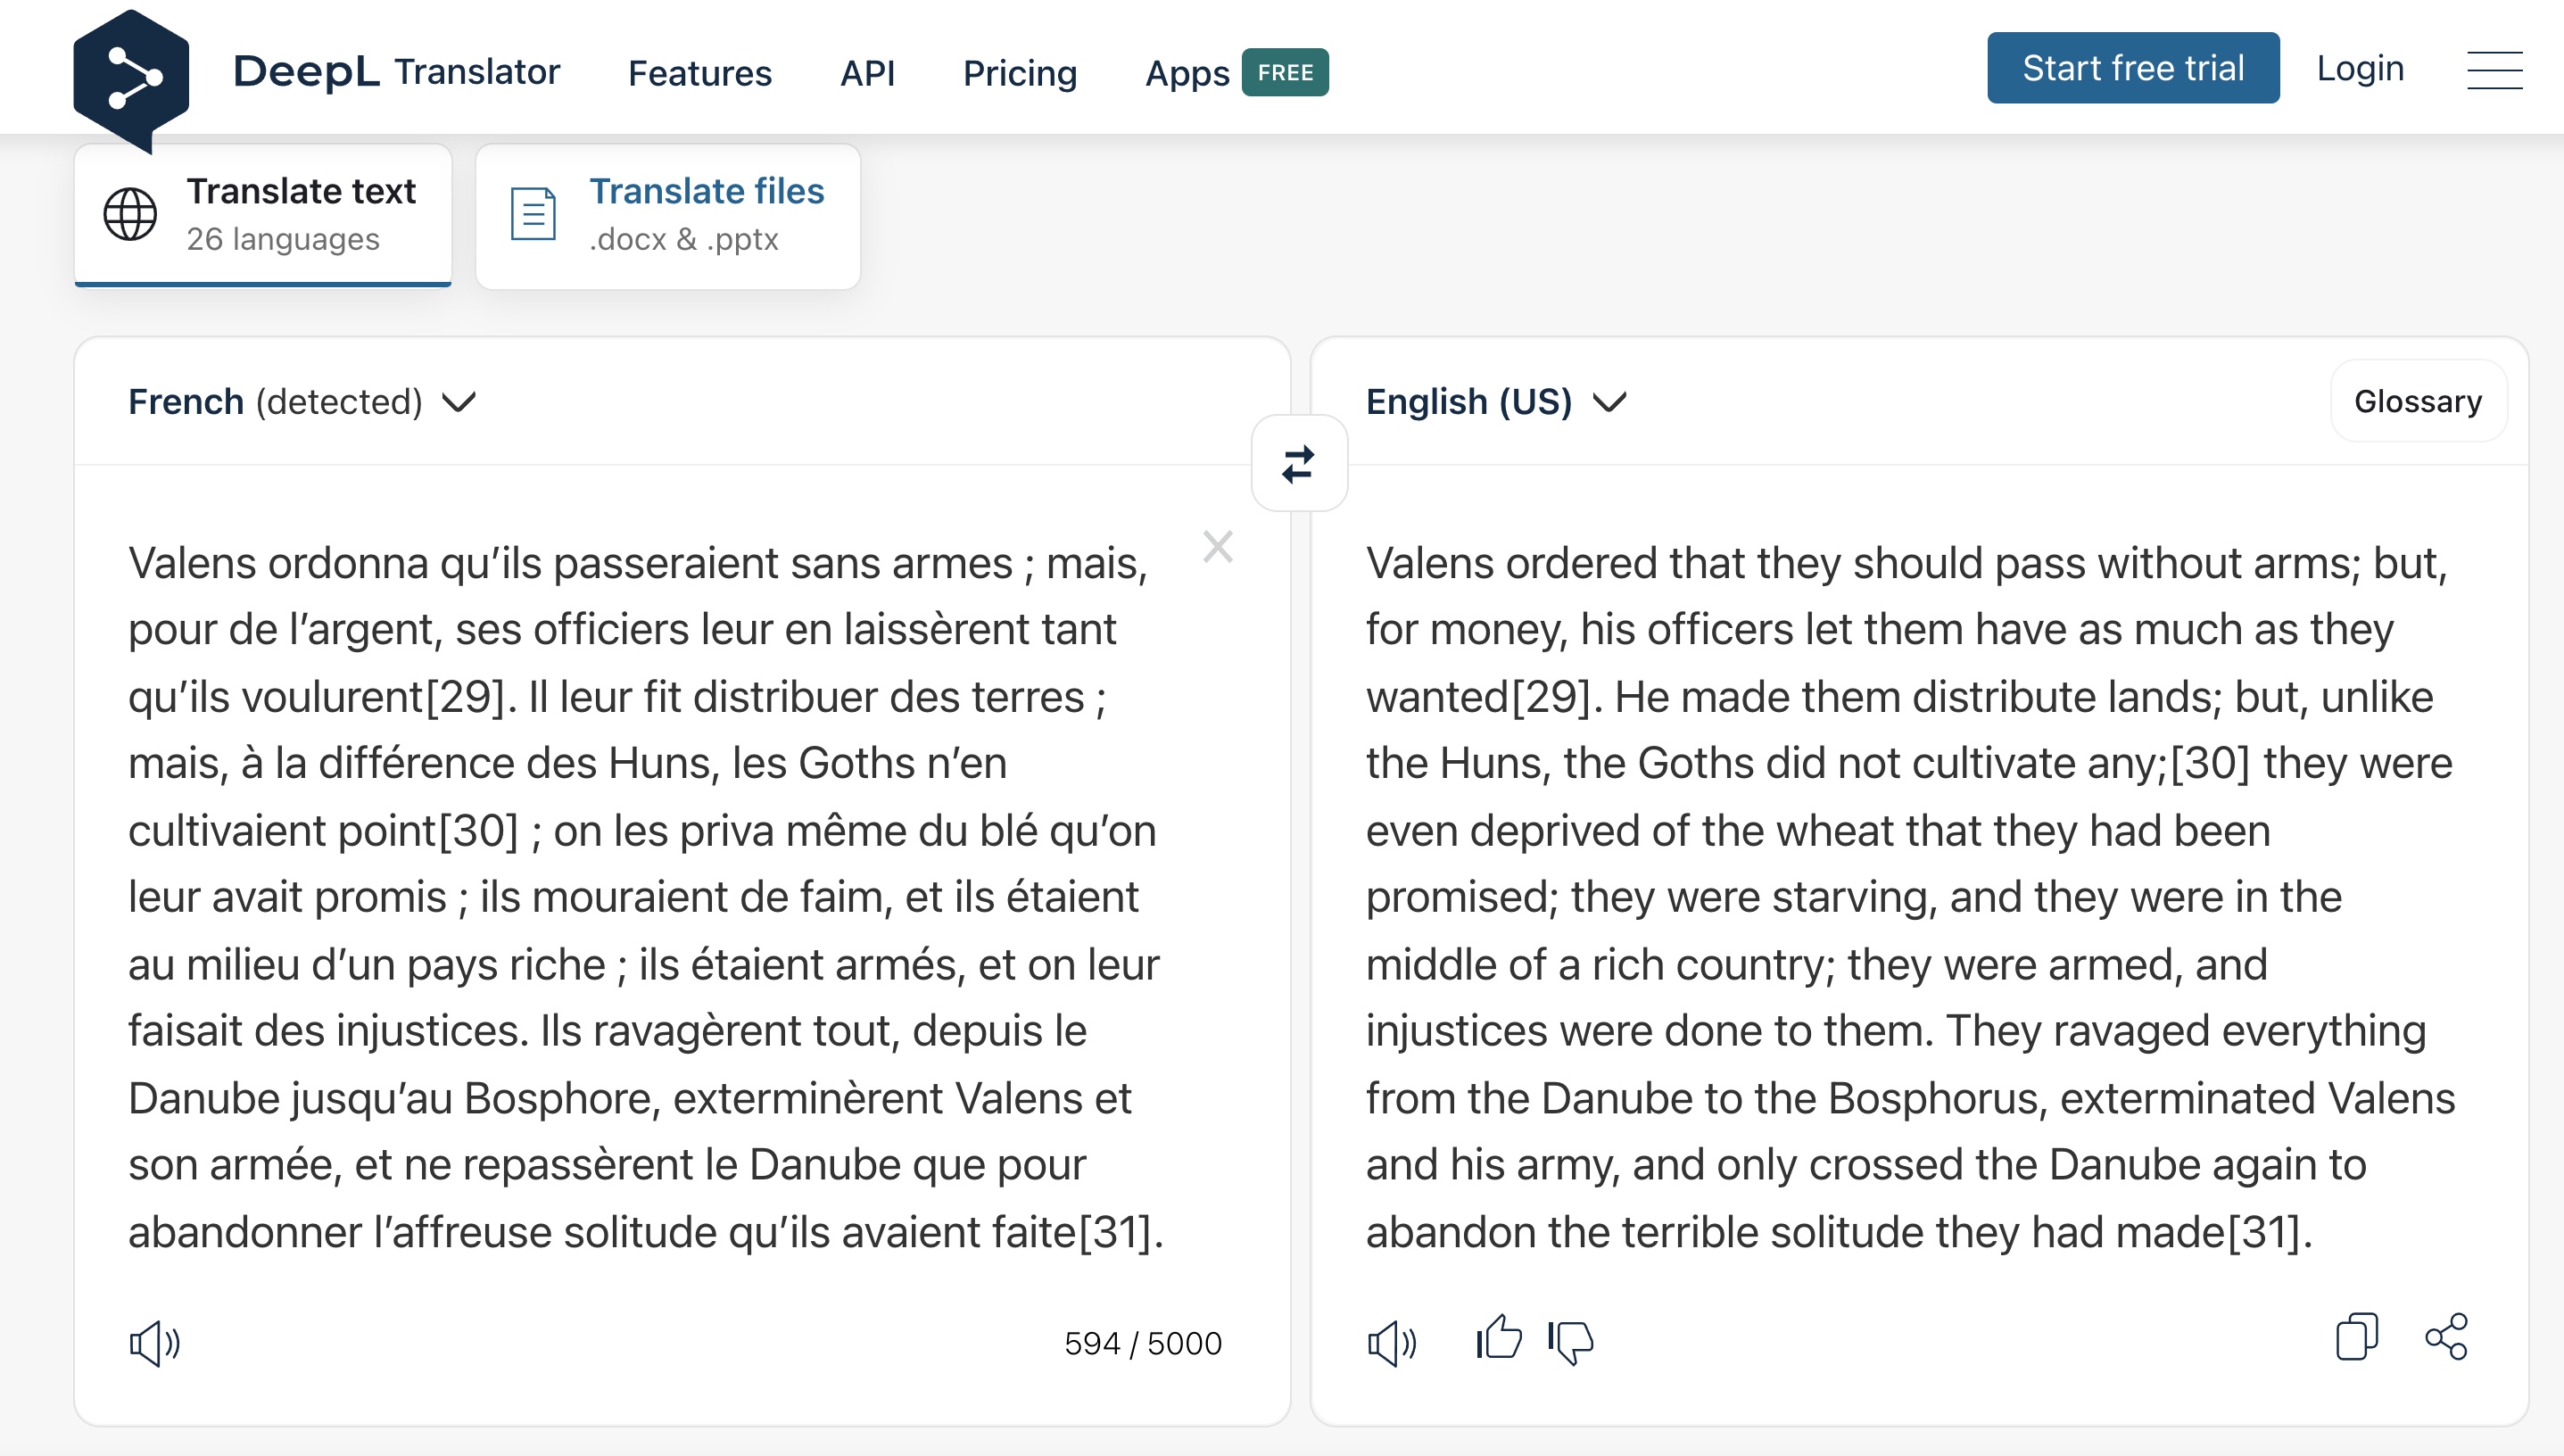 DeepL Translator Features API Pricing Apps FREE Start free trial Login
Translate text
26 languages
Translate files
.docx & .pptx
French (detected)
Valens ordonna qu’ils passeraient sans armes ; mais,
pour de l’argent, ses officiers leur en laissèrent tant
qu’ils voulurent[29]. Il leur fit distribuer des terres ;
mais, à la différence des Huns, les Goths n’en
cultivaient point[30] ; on les priva même du blé qu’on
leur avait promis ; ils mouraient de faim, et ils étaient
au milieu d’un pays riche ; ils étaient armés, et on leur
faisait des injustices. Ils ravagèrent tout, depuis le
Danube jusqu’au Bosphore, exterminèrent Valens et
son armée, et ne repassèrent le Danube que pour
abandonner l’affreuse solitude qu’ils avaient faite[31].
594 / 5000
English (US)
Glossary
Valens ordered that they should pass without arms; but,
for money, his officers let them have as much as they
wanted[29]. He made them distribute lands; but, unlike
the Huns, the Goths did not cultivate any;[30] they were
even deprived of the wheat that they had been
promised; they were starving, and they were in the
middle of a rich country; they were armed, and
injustices were done to them. They ravaged everything
from the Danube to the Bosphorus, exterminated Valens
and his army, and only crossed the Danube again to
abandon the terrible solitude they had made[31].